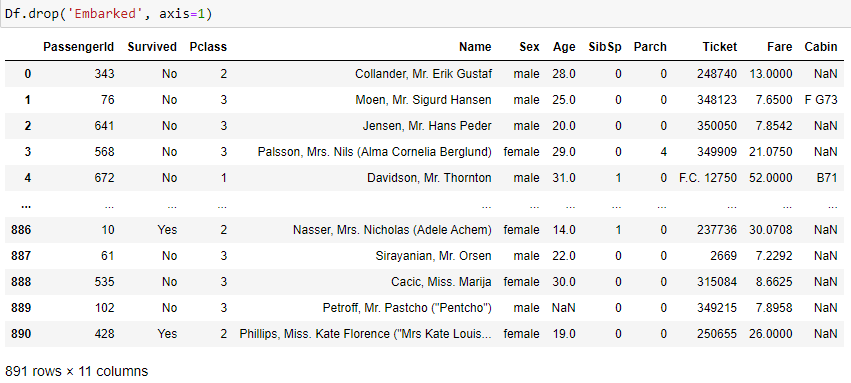 Df.drop('Embarked', axis=1)
PassengerId Survived Pclass Name Sex Age SibSp Parch Ticket Fare Cabin
0 343 No 2 Collander, Mr. Erik Gustaf male 28.0 0 0 248740 13.0000 NaN
1 76 No 3 Moen, Mr. Sigurd Hansen male 25.0 0 0 348123 7.6500 F G73
2 641 No 3 Jensen, Mr. Hans Peder male 20.0 0 0 350050 7.8542 NaN
3 568 No 3 Palsson, Mrs. Nils (Alma Cornelia Berglund) female 29.0 0 4 349909 21.0750 NaN
4 672 No 1 Davidson, Mr. Thornton male 31.0 1 0 F.C. 12750 52.0000 B71
... ... ... ... ... ... ... ... ... ... ... ...
886 10 Yes 2 Nasser, Mrs. Nicholas (Adele Achem) female 14.0 1 0 237736 30.0708 NaN
887 61 No 3 Sirayanian, Mr. Orsen male 22.0 0 0 2669 7.2292 NaN
888 535 No 3 Cacic, Miss. Marija female 30.0 0 0 315084 8.6625 NaN
889 102 No 3 Petroff, Mr. Pastcho ("Pentcho") male NaN 0 0 349215 7.8958 NaN
890 428 Yes 2 Phillips, Miss. Kate Florence ("Mrs Kate Louis... female 19.0 0 0 250655 26.0000 NaN
891 rows × 11 columns